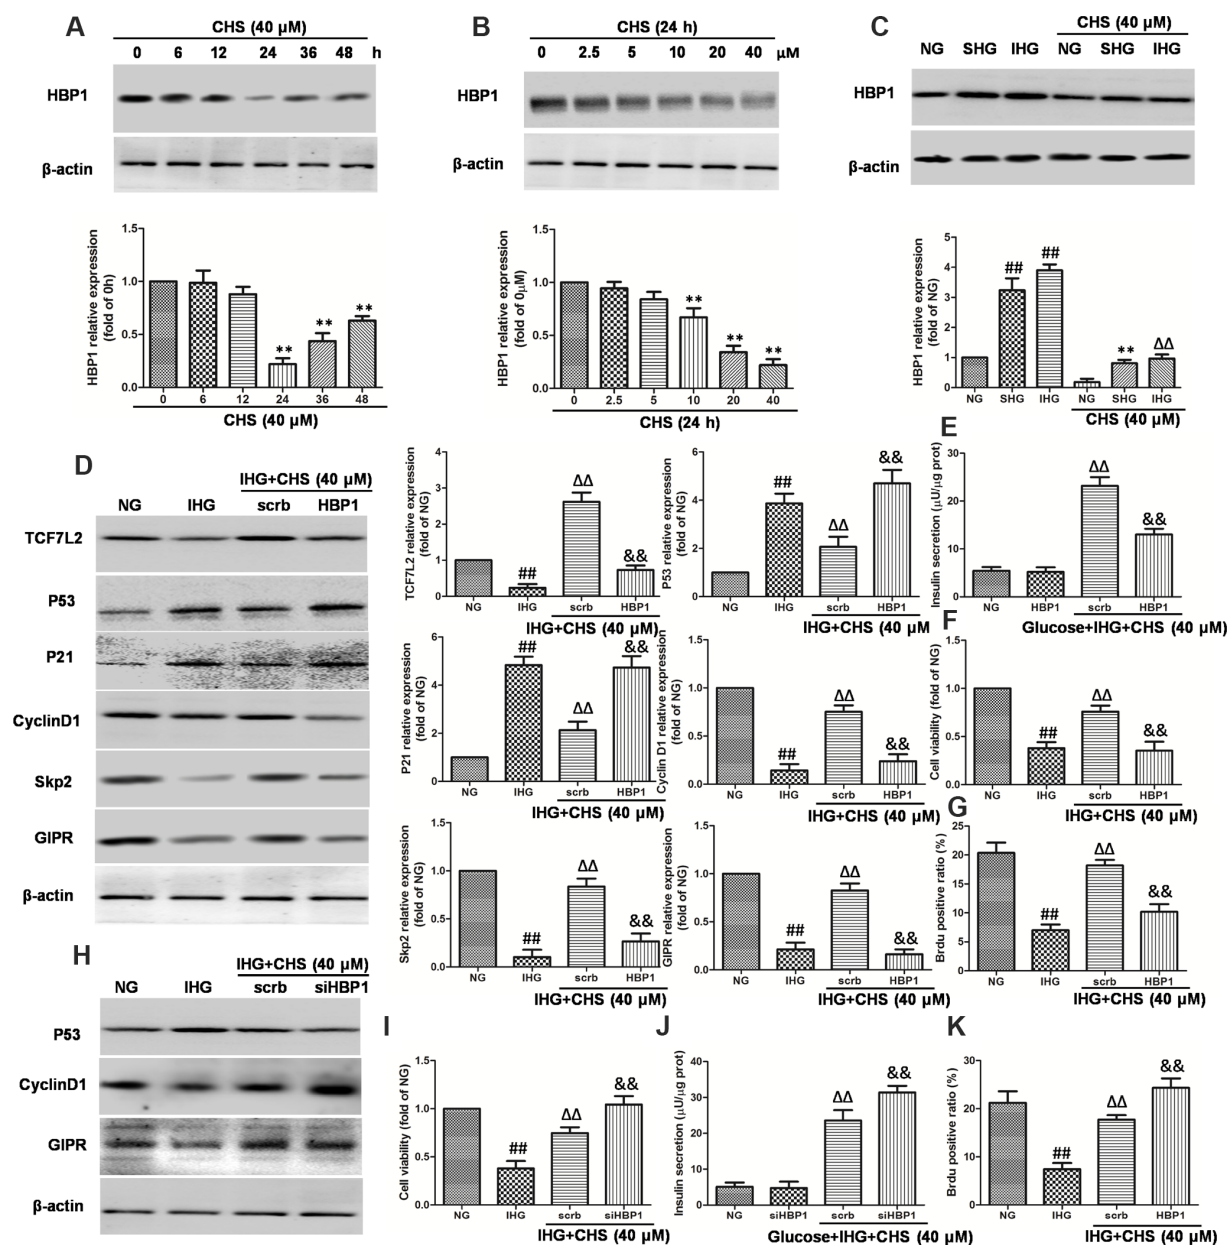 A
CHS (40 µM)
0 6 12 24 36 48 h
HBP1
β-actin
HBP1 relative expression
(fold of 0h)
1.5
1.0
0.5
0.0
** ** **
0 6 12 24 36 48
CHS (40 µM)
B
CHS (24 h)
0 2.5 5 10 20 40 µM
HBP1
β-actin
HBP1 relative expression
(fold of 0µM)
1.5
1.0
0.5
0.0
** ** **
0 2.5 5 10 20 40
CHS (24 h)
C
CHS (40 µM)
NG SHG IHG NG SHG IHG
HBP1
β-actin
HBP1 relative expression
(fold of NG)
5
4
3
2
1
0
## ## ** ΔΔ
NG SHG IHG NG SHG IHG
CHS (40 µM)
D
IHG+CHS (40 µM)
NG IHG scrb HBP1
TCF7L2
P53
P21
CyclinD1
Skp2
GIPR
β-actin
TCF7L2 relative expression
(fold of NG)
4
3
2
1
0
## ΔΔ &&
NG IHG scrb HBP1
IHG+CHS (40 µM)
P53 relative expression
(fold of NG)
6
4
2
0
## ΔΔ &&
NG IHG scrb HBP1
IHG+CHS (40 µM
P21 relative expression
(fold of NG)
6
4
2
0
## ΔΔ &&
NG IHG scrb HBP1
IHG+CHS (40 µM)
Cyclin D1 relative expression
(fold of NG)
1.5
1.0
0.5
0.0
## ΔΔ &&
NG IHG scrb HBP1
IHG+CHS (40 µM)
Skp2 relative expression
(fold of NG)
1.5
1.0
0.5
0.0
## ΔΔ &&
NG IHG scrb HBP1
IHG+CHS (40 µM)
GIPR relative expression
(fold of NG)
1.5
1.0
0.5
0.0
## ΔΔ &&
NG IHG scrb HBP1
IHG+CHS (40 µM)
E
Insulin secretion (µU/µg prot)
30
20
10
0
ΔΔ &&
NG HBP1 scrb HBP1
Glucose+IHG+CHS (40 µM)
F
Cell viability (fold of NG)
1.5
1.0
0.5
0.0
## ΔΔ &&
NG IHG scrb HBP1
IHG+CHS (40 µM)
G
Brdu positive ratio (%)
25
20
15
10
5
0
## ΔΔ &&
NG IHG scrb HBP1
IHG+CHS (40 µM)
H
IHG+CHS (40 µM)
NG IHG scrb siHBP1
P53
CyclinD1
GIPR
β-actin
I
Cell viability (fold of NG)
1.5
1.0
0.5
0.0
## ΔΔ &&
NG IHG scrb siHBP1
IHG+CHS (40 µM)
J
Insulin secretion (µU/µg prot)
40
30
20
10
0
ΔΔ &&
NG siHBP1 scrb siHBP1
Glucose+IHG+CHS (40 µM)
K
Brdu positive ratio (%)
30
20
10
0
## ΔΔ &&
NG IHG scrb HBP1
IHG+CHS (40 µM)